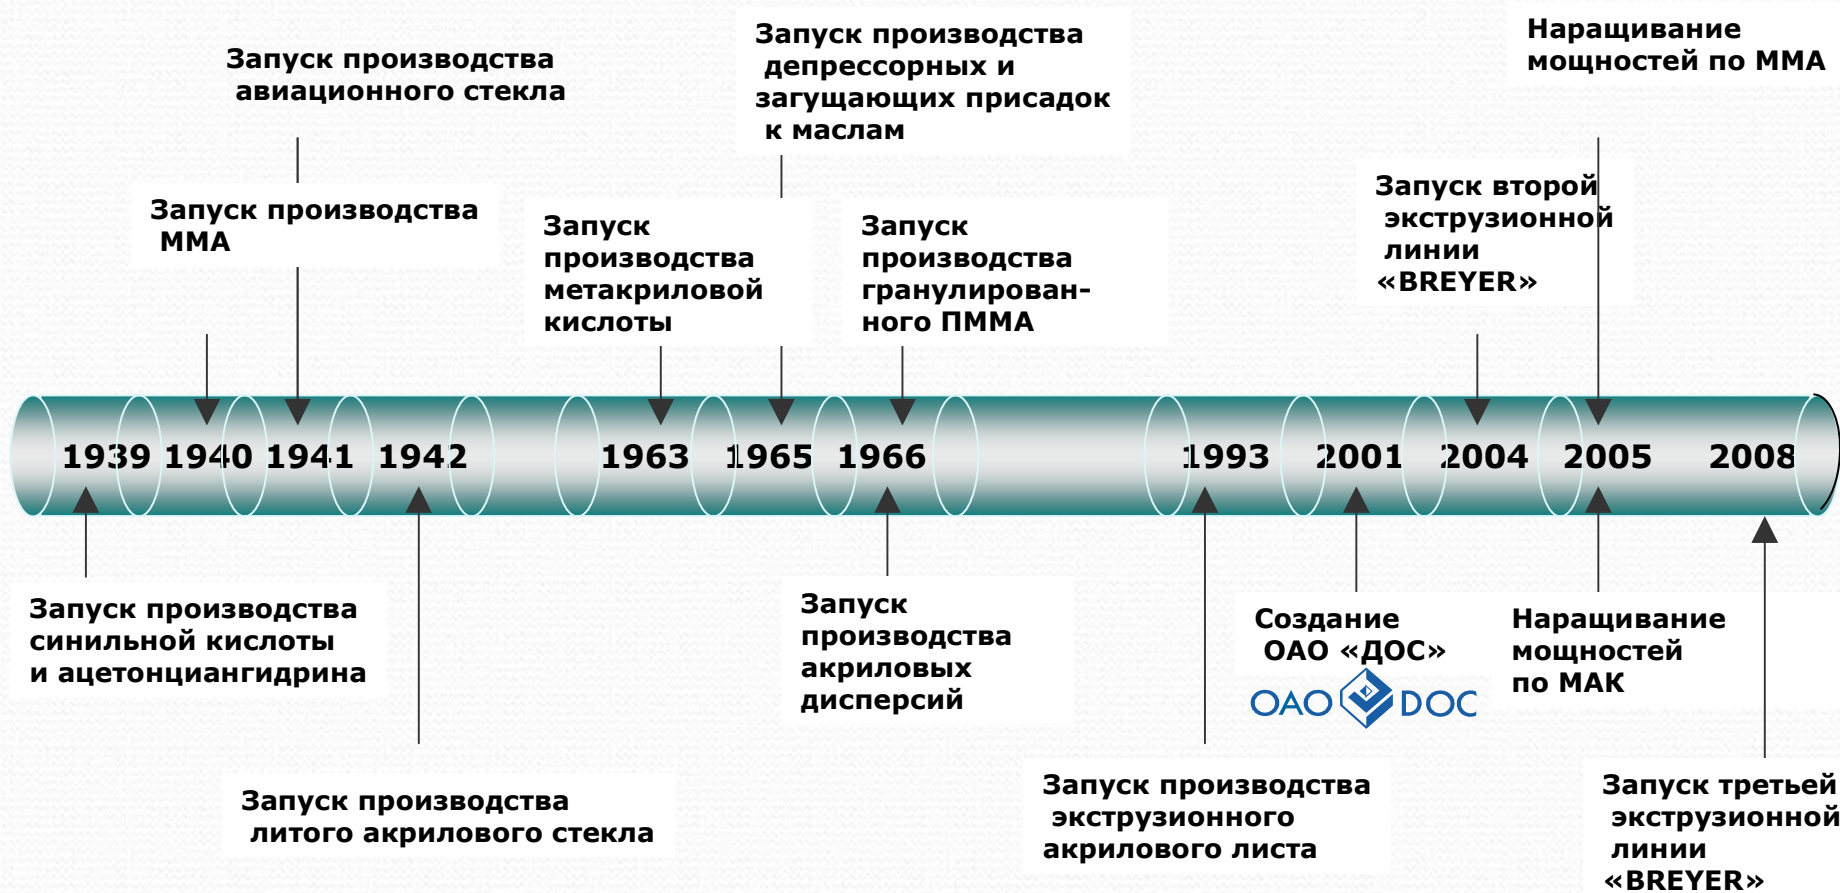 Запуск производства
авиационного стекла
Запуск производства
депрессорных и
загущающих присадок
к маслам
Наращивание
мощностей по ММА
Запуск производства
ММА
Запуск
производства
метакриловой
кислоты
Запуск
производства
гранулирован-
ного ПММА
Запуск второй
экструзионной
линии
«BREYER»
1939 1940 1941 1942 1963 1965 1966 1993 2001 2004 2005 2008
Запуск производства
синильной кислоты
и ацетонциангидрина
Запуск
производства
акриловых
дисперсий
Создание
ОАО «ДОС»
ОАО ДОС
Наращивание
мощностей
по МАК
Запуск производства
литого акрилового стекла
Запуск производства
экструзионного
акрилового листа
Запуск третьей
экструзионной
линии
«BREYER»